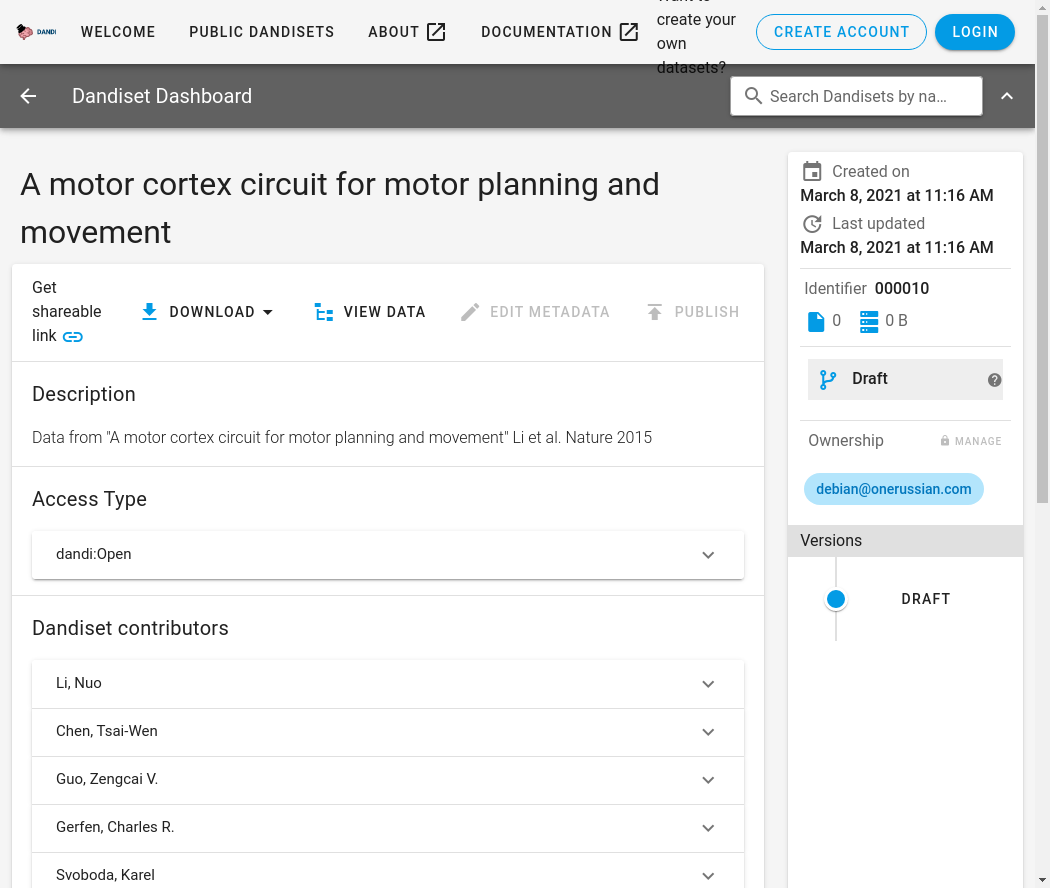 DANDI
WELCOME
PUBLIC DANDISETS
ABOUT
DOCUMENTATION
Want to
create your
own
datasets?
CREATE ACCOUNT
LOGIN
Dandiset Dashboard
Search Dandisets by na…
A motor cortex circuit for motor planning and
movement
Get
shareable
link
DOWNLOAD
VIEW DATA
EDIT METADATA
PUBLISH
Description
Data from "A motor cortex circuit for motor planning and movement" Li et al. Nature 2015
Access Type
dandi:Open
Dandiset contributors
Li, Nuo
Chen, Tsai-Wen
Guo, Zengcai V.
Gerfen, Charles R.
Svoboda, Karel
Created on
March 8, 2021 at 11:16 AM
Last updated
March 8, 2021 at 11:16 AM
Identifier 000010
0 0 B
Draft
Ownership
MANAGE
debian@onerussian.com
Versions
DRAFT